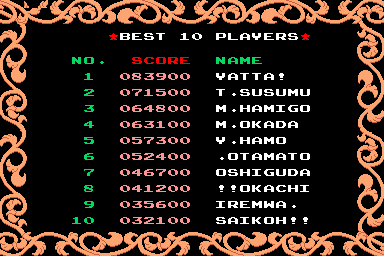 ★BEST 10 PLAYERS★
NO. SCORE NAME
1 083900 YATTA!
2 071500 T.SUSUMU
3 064800 M.HAMIGO
4 063100 M.OKADA
5 057300 Y.HAMO
6 052400 .OTAMATO
7 046700 OSHIGUDA
8 041200 !!OKACHI
9 035600 IREMWA.
10 032100 SAIKOH!!